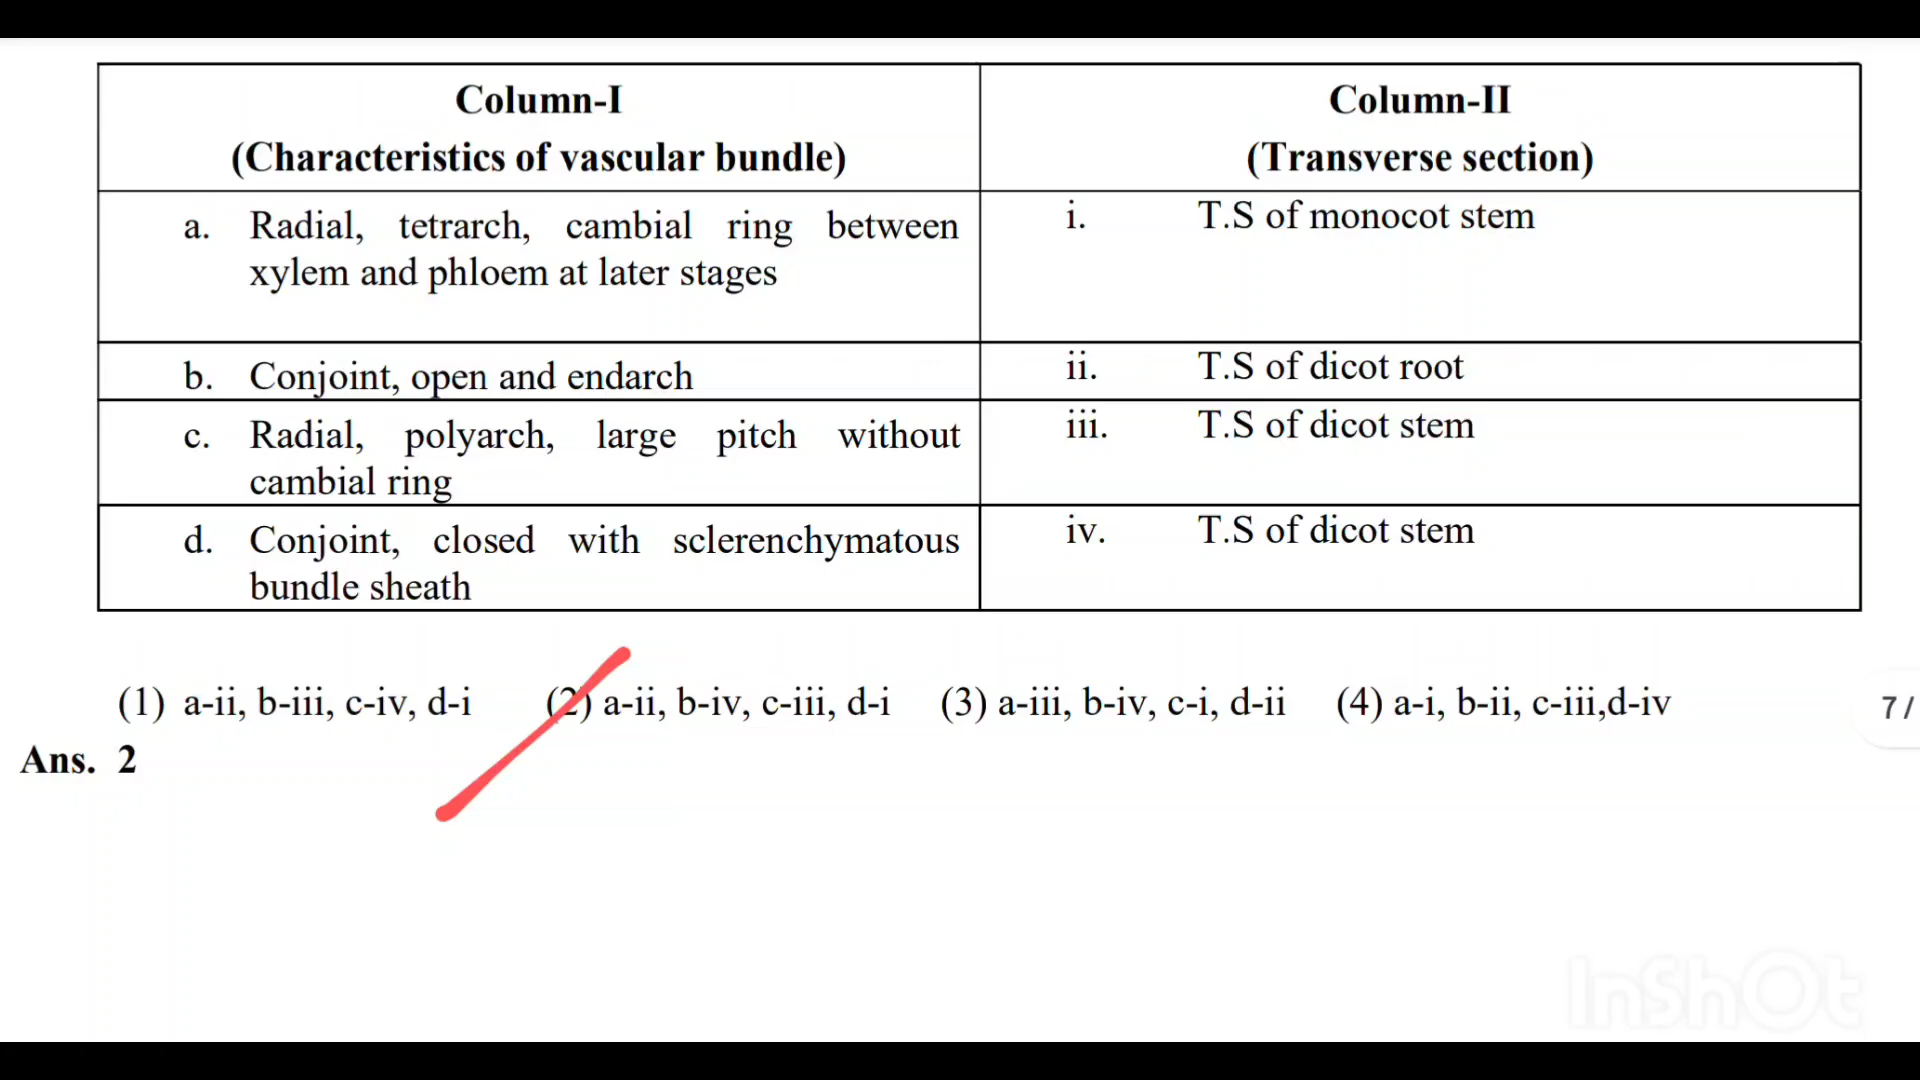 Column-I
(Characteristics of vascular bundle)
Column-II
(Transverse section)
a. Radial, tetrarch, cambial ring between
xylem and phloem at later stages
i. T.S of monocot stem
b. Conjoint, open and endarch
ii. T.S of dicot root
c. Radial, polyarch, large pitch without
cambial ring
iii. T.S of dicot stem
d. Conjoint, closed with sclerenchymatous
bundle sheath
iv. T.S of dicot stem
(1) a-ii, b-iii, c-iv, d-i (2) a-ii, b-iv, c-iii, d-i (3) a-iii, b-iv, c-i, d-ii (4) a-i, b-ii, c-iii,d-iv
7/
Ans. 2
InShOt